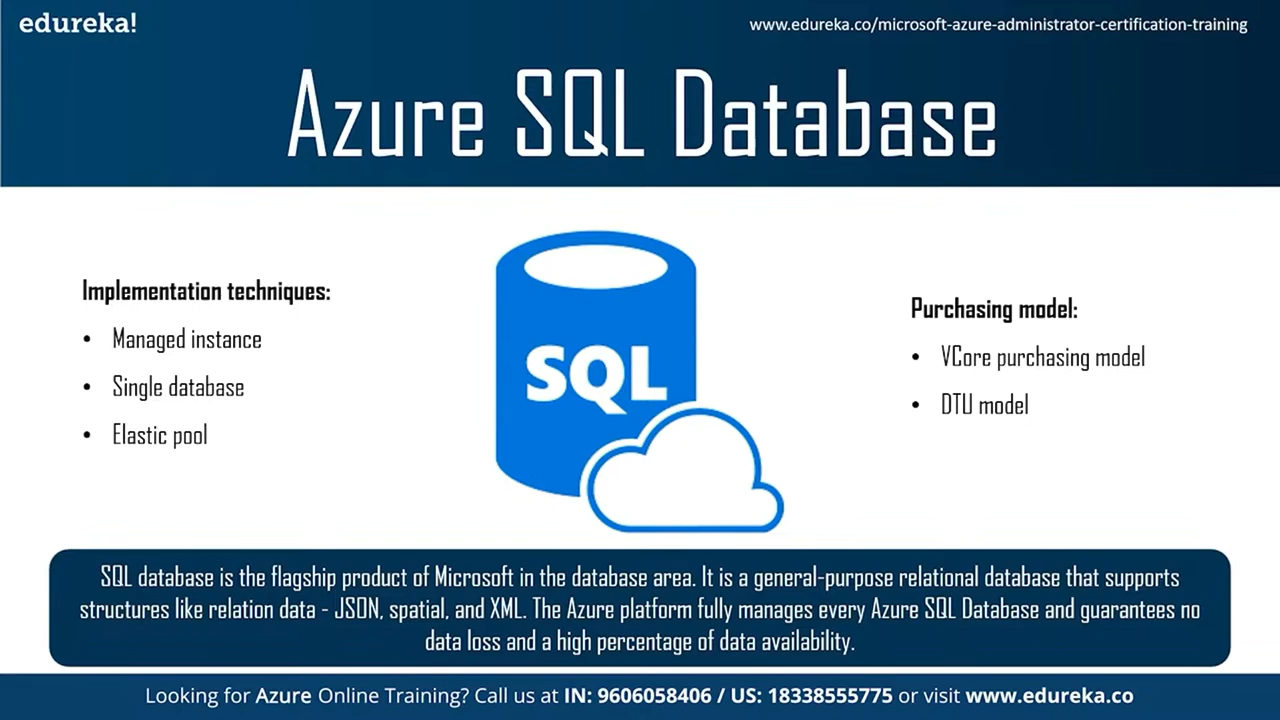 edureka!
www.edureka.co/microsoft-azure-administrator-certification-training
Azure SQL Database
Implementation techniques:
• Managed instance
• Single database
• Elastic pool
SQL
Purchasing model:
• VCore purchasing model
• DTU model
SQL database is the flagship product of Microsoft in the database area. It is a general-purpose relational database that supports
structures like relation data - JSON, spatial, and XML. The Azure platform fully manages every Azure SQL Database and guarantees no
data loss and a high percentage of data availability.
Looking for Azure Online Training? Call us at IN: 9606058406 / US: 18338555775 or visit www.edureka.co